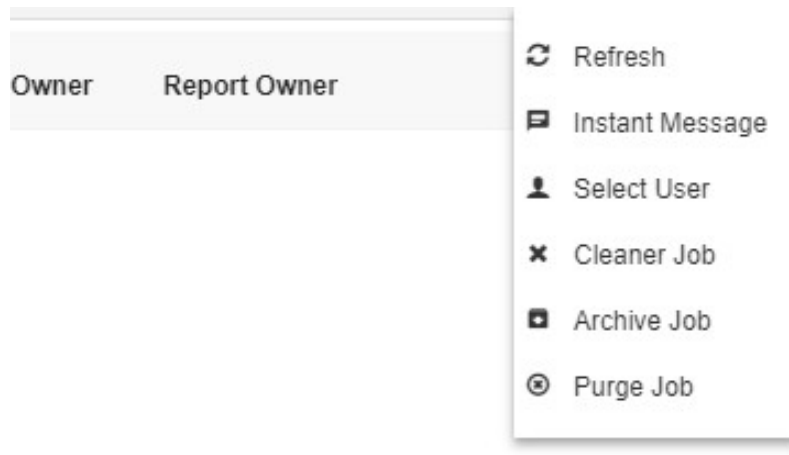 Owner Report Owner
Refresh
Instant Message
Select User
Cleaner Job
Archive Job
Purge Job